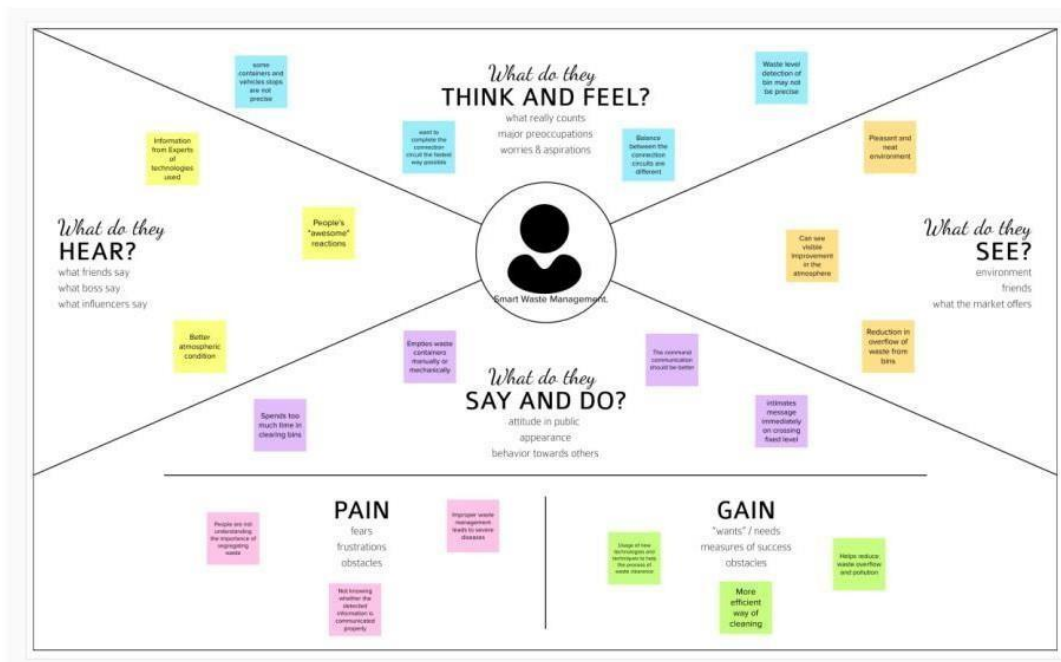 some
containers and
vehicles stops
are not
precise
What do they
THINK AND FEEL?
what really counts
major preoccupations
worries & aspirations
want to
complete the
connection
circuit the fastest
way possible
Balance
between the
connection
circuits are
different
Waste level
detection of
bin may not
be precise
Information
from Experts
of
technologies
used
People's
"awesome"
reactions
What do they
HEAR?
what friends say
what boss say
what influencers say
Better
atmospheric
condition
Smart Waste Management.
Pleasant and
neat
environment
Can see
visible
improvement
in the
atmosphere
What do they
SEE?
environment
friends
what the market offers
Reduction in
overflow of
waste from
bins
Empties waste
containers
manually or
mechanically
The command
communication
should be better
What do they
SAY AND DO?
attitude in public
appearance
behavior towards others
Spends too
much time in
clearing bins
intimates
message
immediately
on crossing
fixed level
PAIN
fears
frustrations
obstacles
People are not
understanding
the importance of
segregating
waste
Improper waste
management
leads to severe
diseases
Not knowing
whether the
detected
information is
communicated
properly
GAIN
"wants" / needs
measures of success
obstacles
Usage of new
technologies and
techniques to help
the process of
waste clearance
More
efficient
way of
cleaning
Helps reduce
waste overflow
and pollution